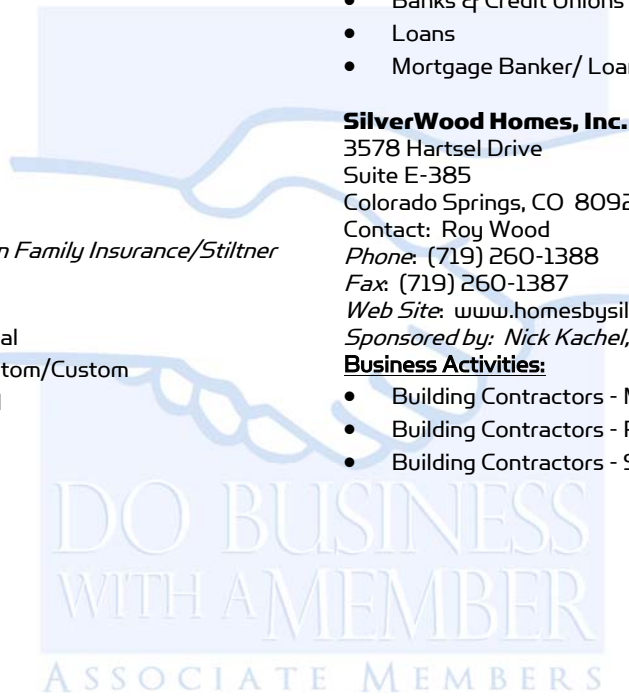 n Family Insurance/Stiltner
al
tom/Custom
Banks & Credit Unions
• Loans
• Mortgage Banker/ Loa
SilverWood Homes, Inc.
3578 Hartsel Drive
Suite E-385
Colorado Springs, CO 8092
Contact: Roy Wood
Phone: (719) 260-1388
Fax: (719) 260-1387
Web Site: www.homesbysil
Sponsored by: Nick Kachel,
Business Activities:
• Building Contractors - M
• Building Contractors - P
• Building Contractors - S
DO BUSINESS
WITH A MEMBER
ASSOCIATE MEMBERS